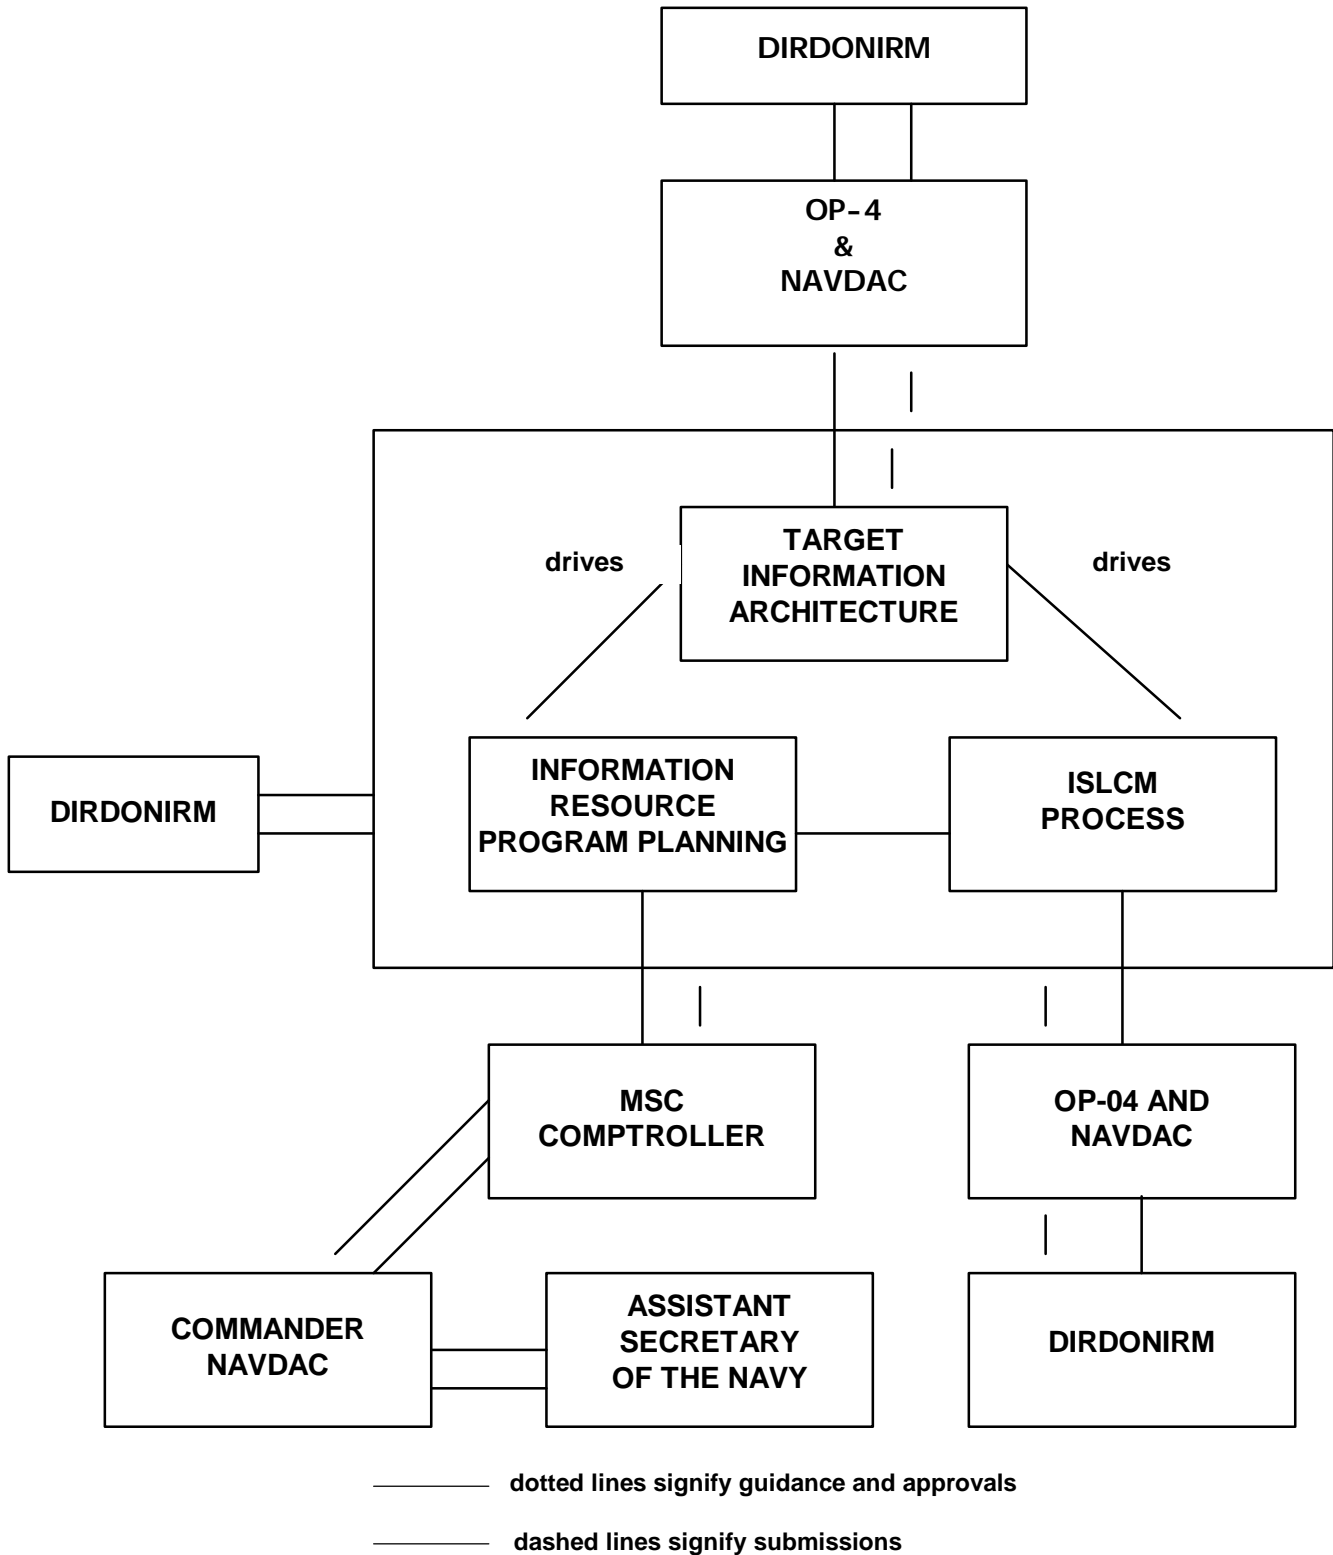 DIRDONIRM
OP-4
&
NAVDAC
TARGET
INFORMATION
ARCHITECTURE
drives
drives
INFORMATION
RESOURCE
PROGRAM PLANNING
ISLCM
PROCESS
DIRDONIRM
MSC
COMPTROLLER
OP-04 AND
NAVDAC
COMMANDER
NAVDAC
ASSISTANT
SECRETARY
OF THE NAVY
DIRDONIRM
dotted lines signify guidance and approvals
dashed lines signify submissions